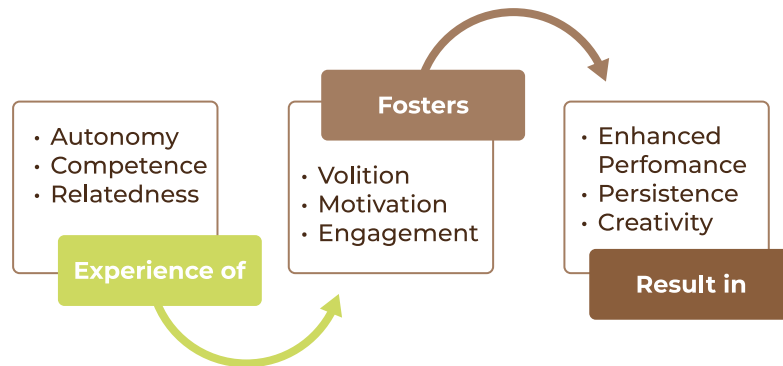 • Autonomy
• Competence
• Relatedness
Experience of
Fosters
• Volition
• Motivation
• Engagement
• Enhanced
Perfomance
• Persistence
• Creativity
Result in